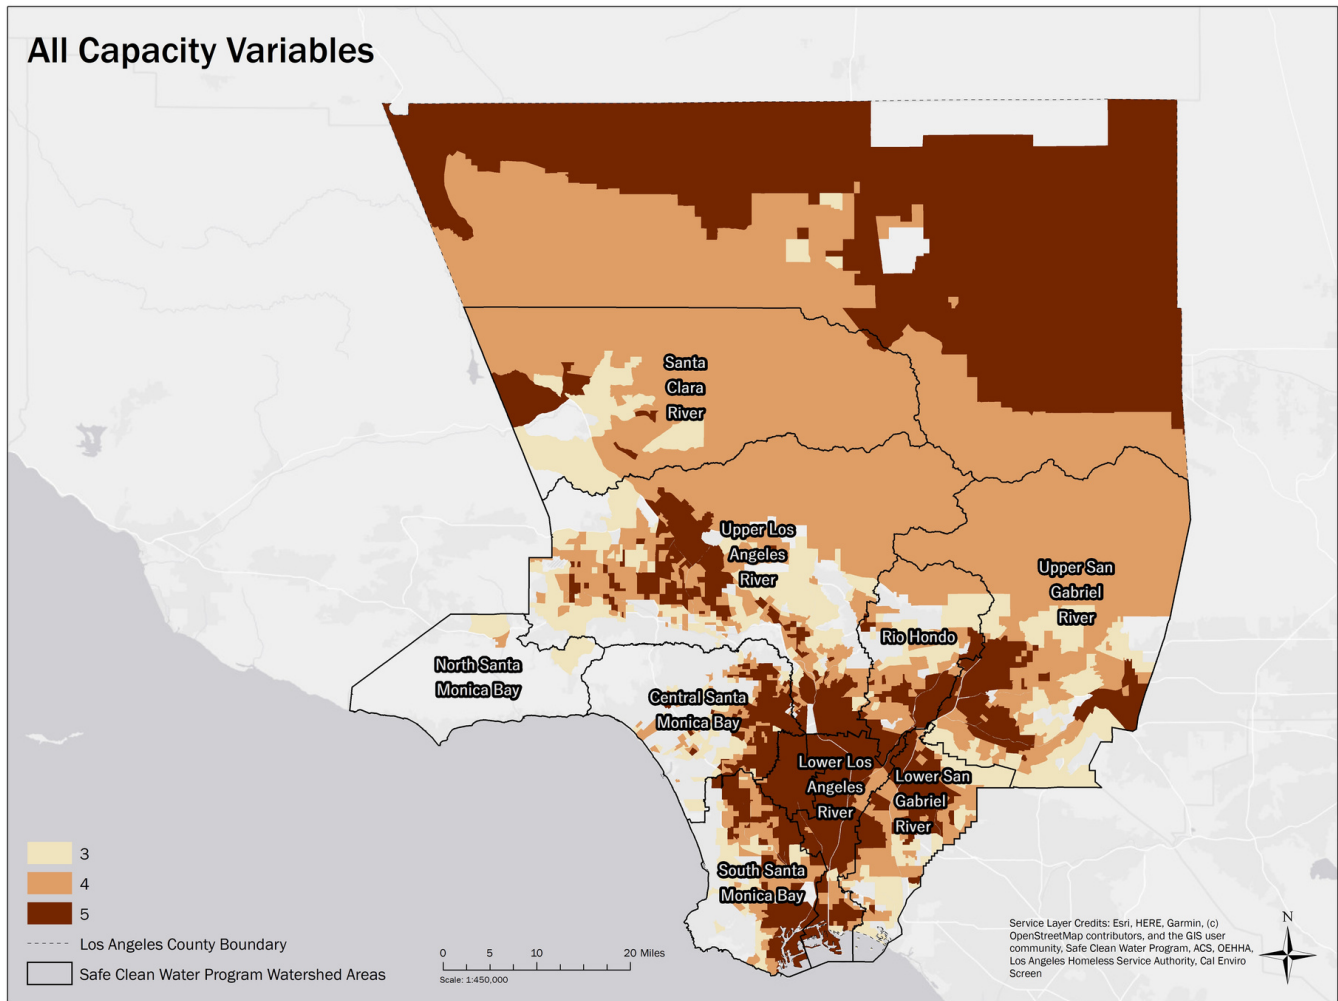 All Capacity Variables
Santa
Clara
River
Upper Los
Angeles
River
Upper San
Gabriel
River
Rio Hondo
North Santa
Monica Bay
Central Santa
Monica Bay
Lower Los
Angeles
River
Lower San
Gabriel
River
South Santa
Monica Bay
3
4
5
Los Angeles County Boundary
Safe Clean Water Program Watershed Areas
0 5 10 20 Miles
Scale: 1:450,000
Service Layer Credits: Esri, HERE, Garmin, (c)
OpenStreetMap contributors, and the GIS user
community, Safe Clean Water Program, ACS, OEHHA,
Los Angeles Homeless Service Authority, Cal Enviro
Screen
N